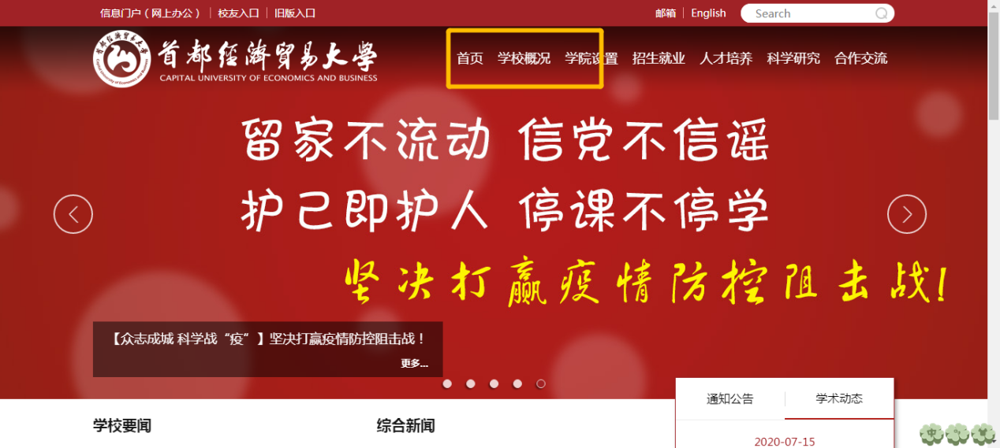 信息门户（网上办公） 校友入口 旧版入口 邮箱 English Search
首都經濟貿易大學
CAPITAL UNIVERSITY OF ECONOMICS AND BUSINESS
首页 学校概况 学院设置 招生就业 人才培养 科学研究 合作交流
留家不流动 信党不信谣
护己即护人 停课不停学
坚决打赢疫情防控阻击战!
【众志成城 科学战“疫”】坚决打赢疫情防控阻击战！
更多...
通知公告 学术动态
学校要闻 综合新闻
2020-07-15